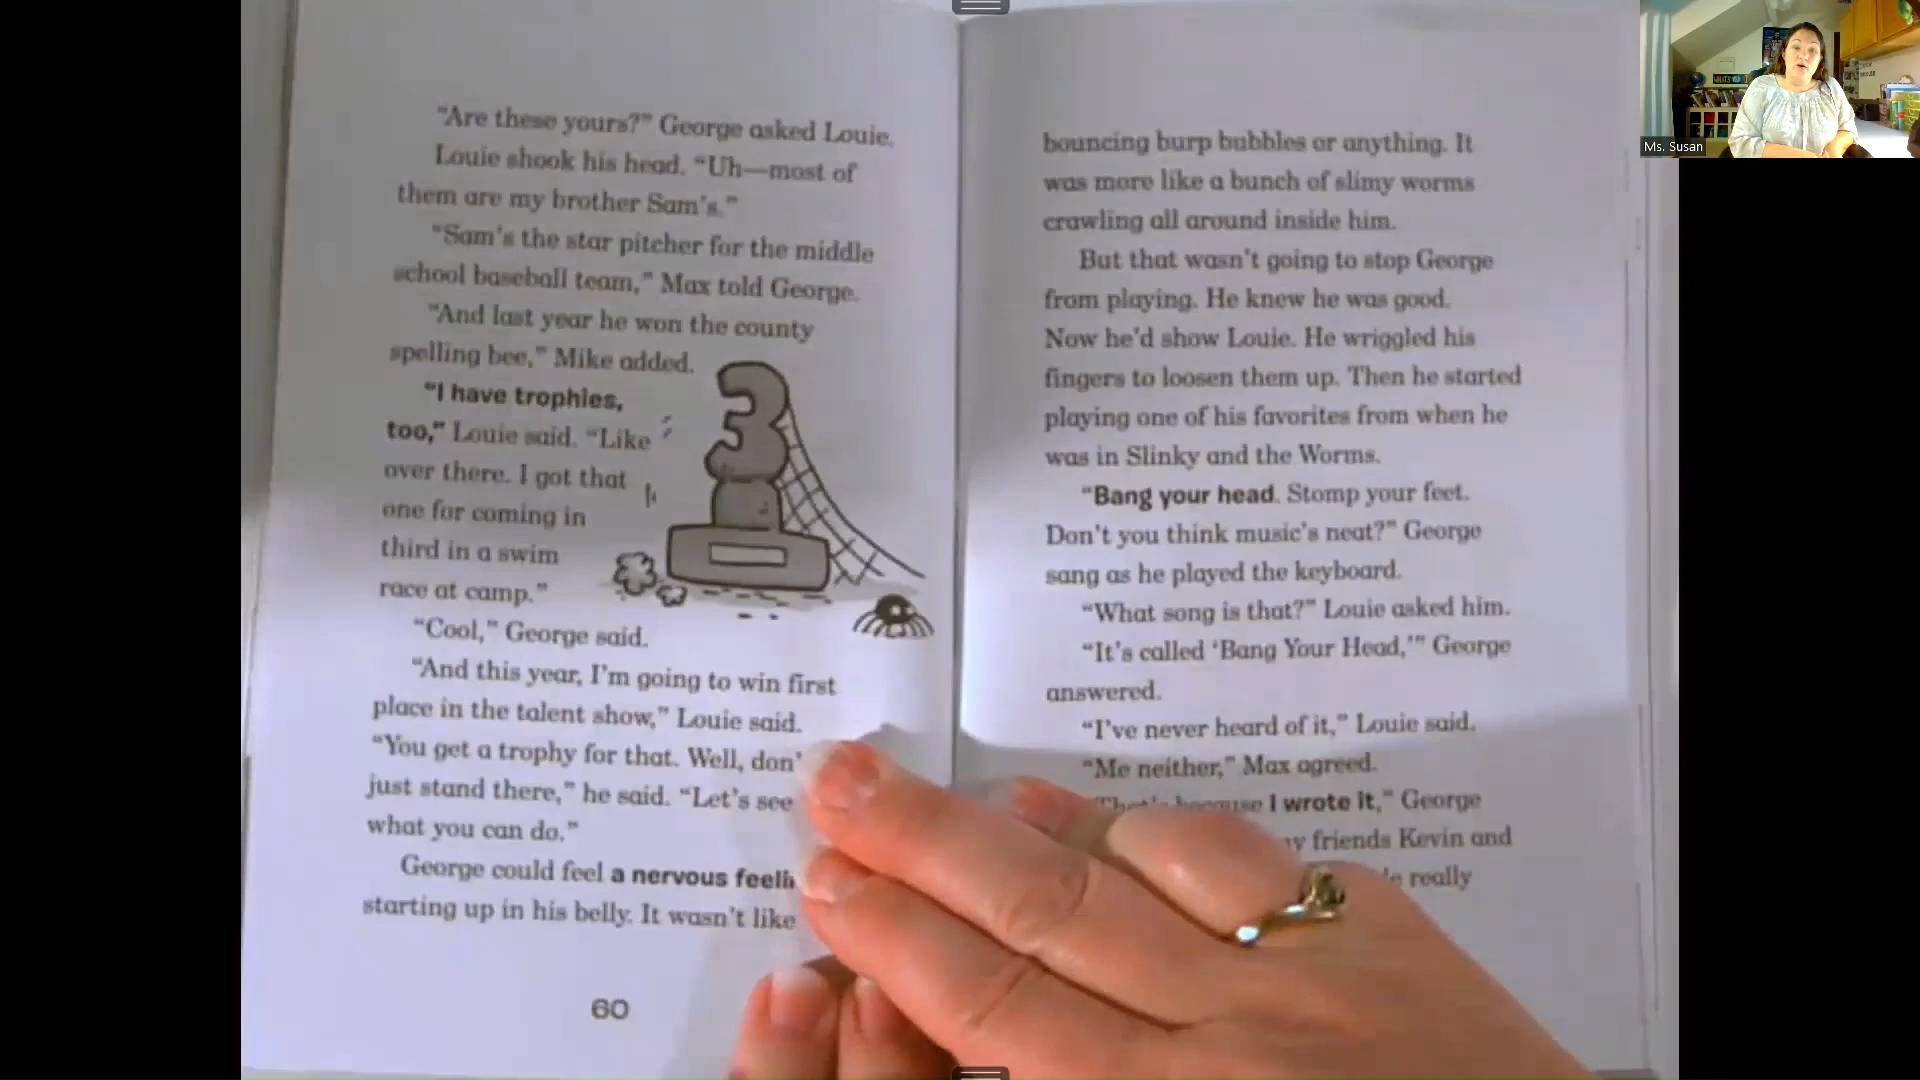 "Are these yours?" George asked Louie.
Louie shook his head. "Uh—most of
them are my brother Sam's."
"Sam's the star pitcher for the middle
school baseball team," Max told George.
"And last year he won the county
spelling bee," Mike added.
"I have trophies,
too," Louie said. "Like
over there. I got that
one for coming in
third in a swim
race at camp."
"Cool," George said.
"And this year, I'm going to win first
place in the talent show," Louie said.
"You get a trophy for that. Well, don'
just stand there," he said. "Let's see
what you can do."
George could feel a nervous
starting up in his belly. It wasn't like
60
bouncing burp bubbles or anything. It
was more like a bunch of slimy worms
crawling all around inside him.
But that wasn't going to stop George
from playing. He knew he was good.
Now he'd show Louie. He wriggled his
fingers to loosen them up. Then he started
playing one of his favorites from when he
was in Slinky and the Worms.
"Bang your head. Stomp your feet.
Don't you think music's neat?" George
sang as he played the keyboard.
"What song is that?" Louie asked him.
"It's called 'Bang Your Head,'" George
answered.
"I've never heard of it," Louie said.
"Me neither," Max agreed.
I wrote it," George
friends Kevin and
really
Ms. Susan